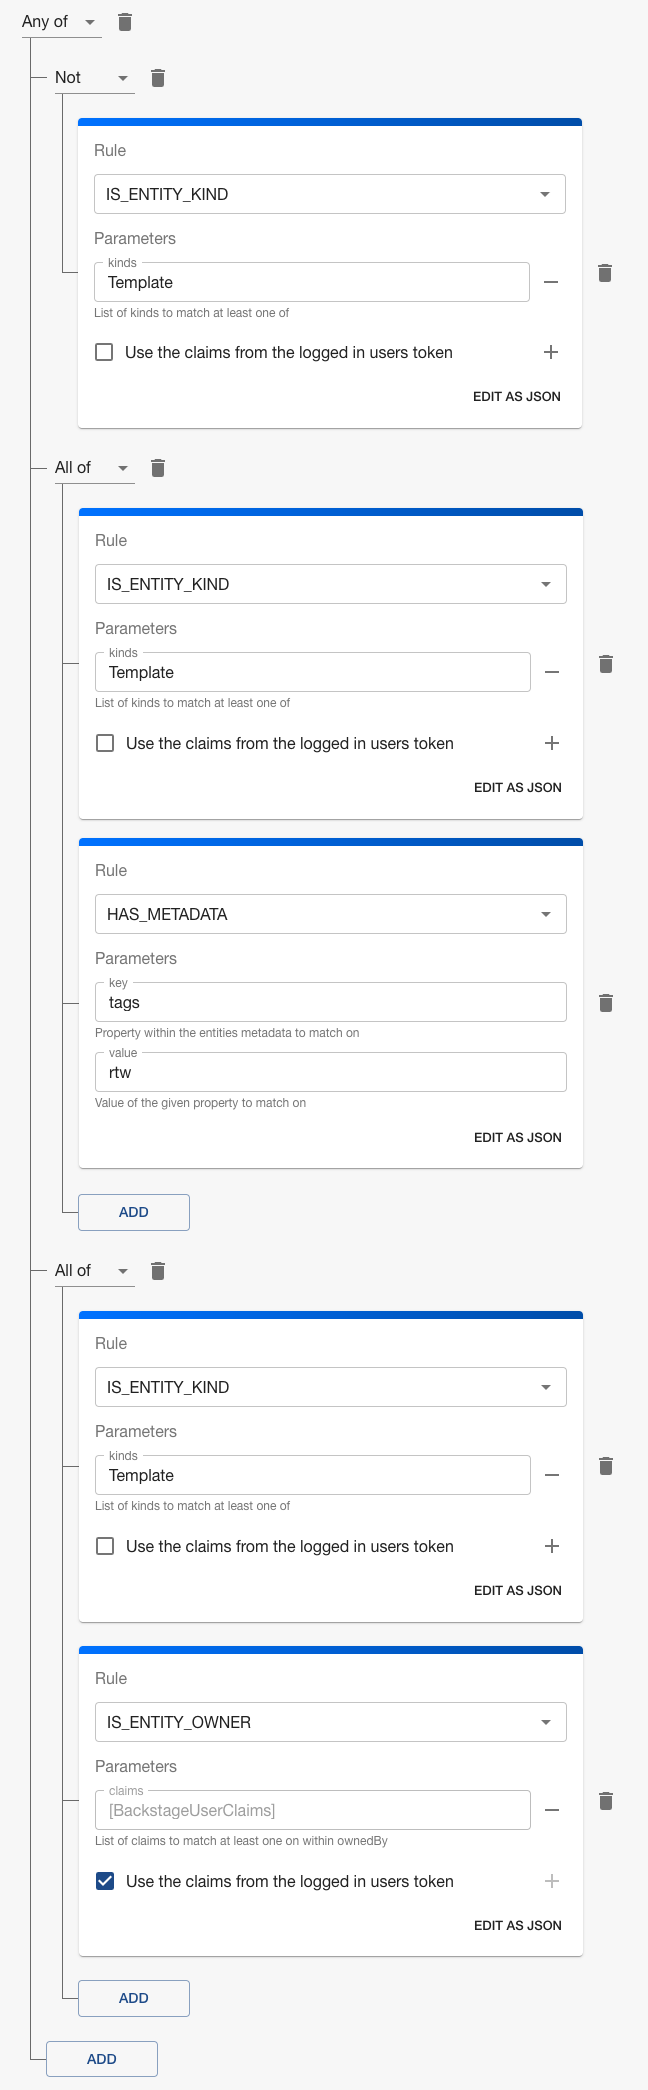 Any of
Not
Rule
IS_ENTITY_KIND
Parameters
kinds
Template
List of kinds to match at least one of
Use the claims from the logged in users token
EDIT AS JSON
All of
Rule
IS_ENTITY_KIND
Parameters
kinds
Template
List of kinds to match at least one of
Use the claims from the logged in users token
EDIT AS JSON
Rule
HAS_METADATA
Parameters
key
tags
Property within the entities metadata to match on
value
rtw
Value of the given property to match on
EDIT AS JSON
ADD
All of
Rule
IS_ENTITY_KIND
Parameters
kinds
Template
List of kinds to match at least one of
Use the claims from the logged in users token
EDIT AS JSON
Rule
IS_ENTITY_OWNER
Parameters
claims
[BackstageUserClaims]
List of claims to match at least one on within ownedBy
Use the claims from the logged in users token
EDIT AS JSON
ADD
ADD